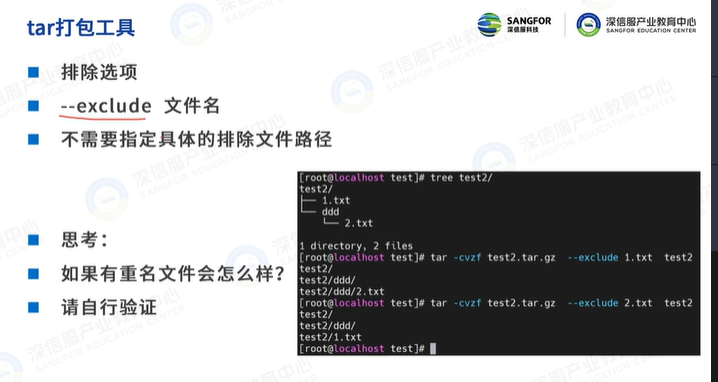 tar打包工具
SANGFOR
深信服科技
深信服产业教育中心
SANGFOR EDUCATION CENTER
排除选项
--exclude 文件名
不需要指定具体的排除文件路径
思考：
如果有重名文件会怎么样？
请自行验证
[root@localhost test]# tree test2/
test2/
├── 1.txt
└── ddd
    └── 2.txt
1 directory, 2 files
[root@localhost test]# tar -cvzf test2.tar.gz  --exclude 1.txt  test2
test2/
test2/ddd/
test2/ddd/2.txt
[root@localhost test]# tar -cvzf test2.tar.gz  --exclude 2.txt  test2
test2/
test2/ddd/
test2/1.txt
[root@localhost test]#